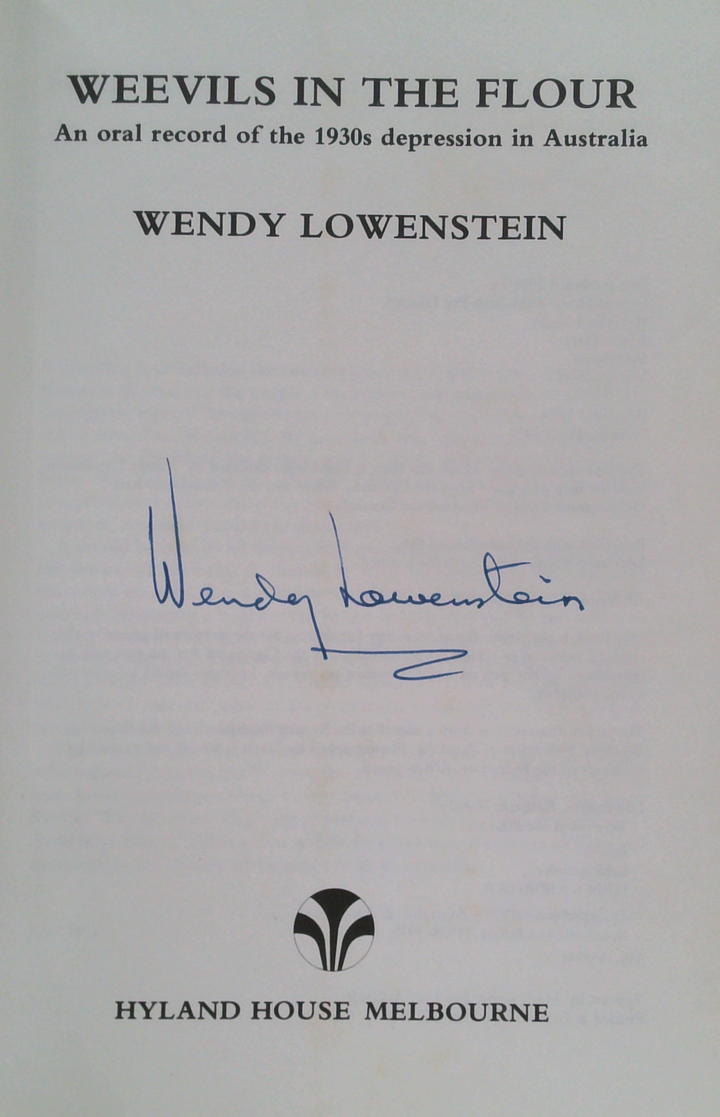 WEEVILS IN THE FLOUR
An oral record of the 1930s depression in Australia
WENDY LOWENSTEIN
Wendy Lowenstein
HYLAND HOUSE MELBOURNE